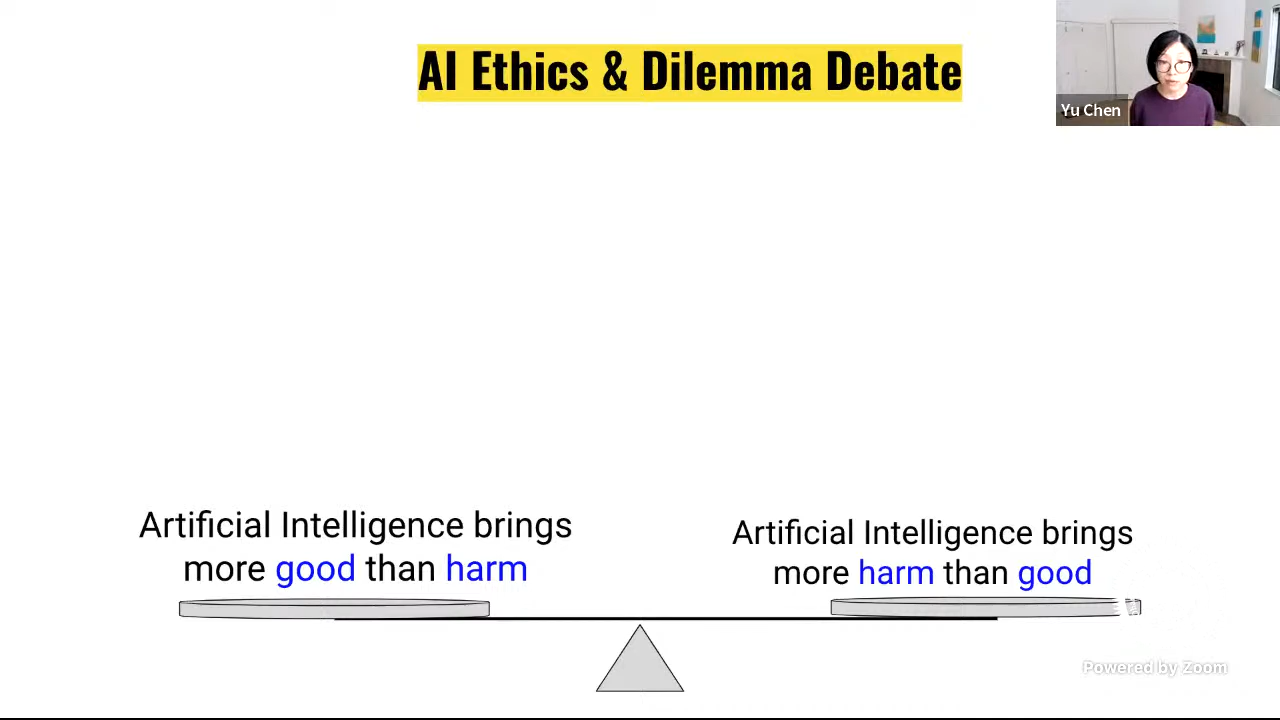 AI Ethics & Dilemma Debate
Yu Chen
Artificial Intelligence brings
more good than harm
Artificial Intelligence brings
more harm than good
Powered by Zoom